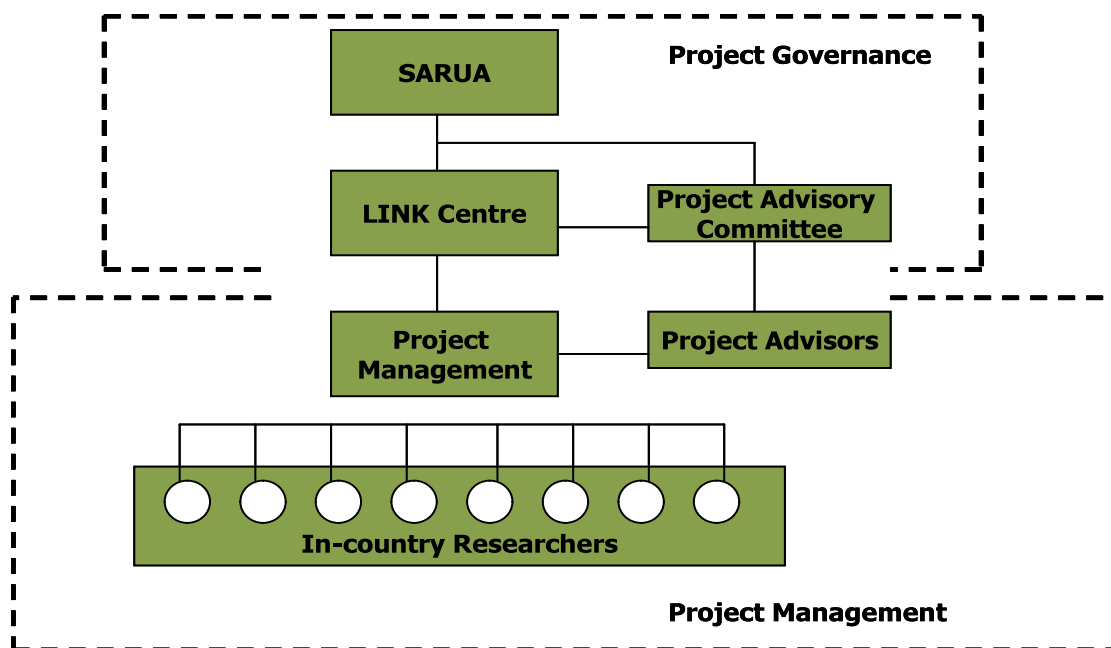 SARUA
Project Governance
LINK Centre
Project Advisory
Committee
Project
Management
Project Advisors
In-country Researchers
Project Management